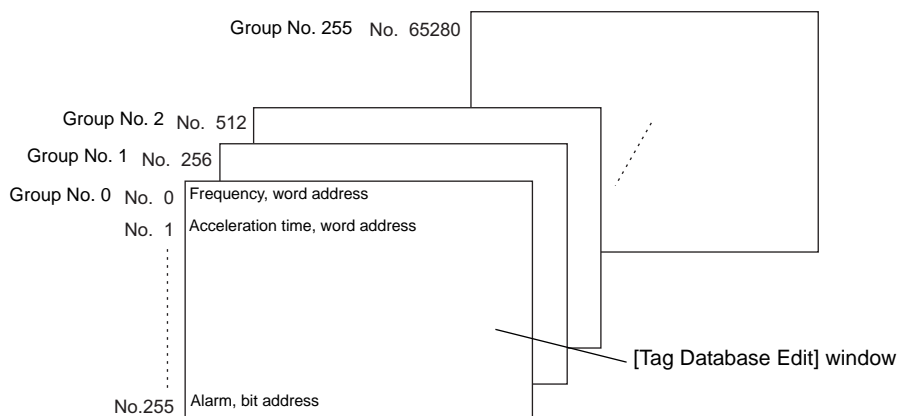 Group No. 255 No. 65280
Group No. 2 No. 512
Group No. 1 No. 256
Group No. 0 No. 0 Frequency, word address
No. 1 Acceleration time, word address
[Tag Database Edit] window
No.255 Alarm, bit address